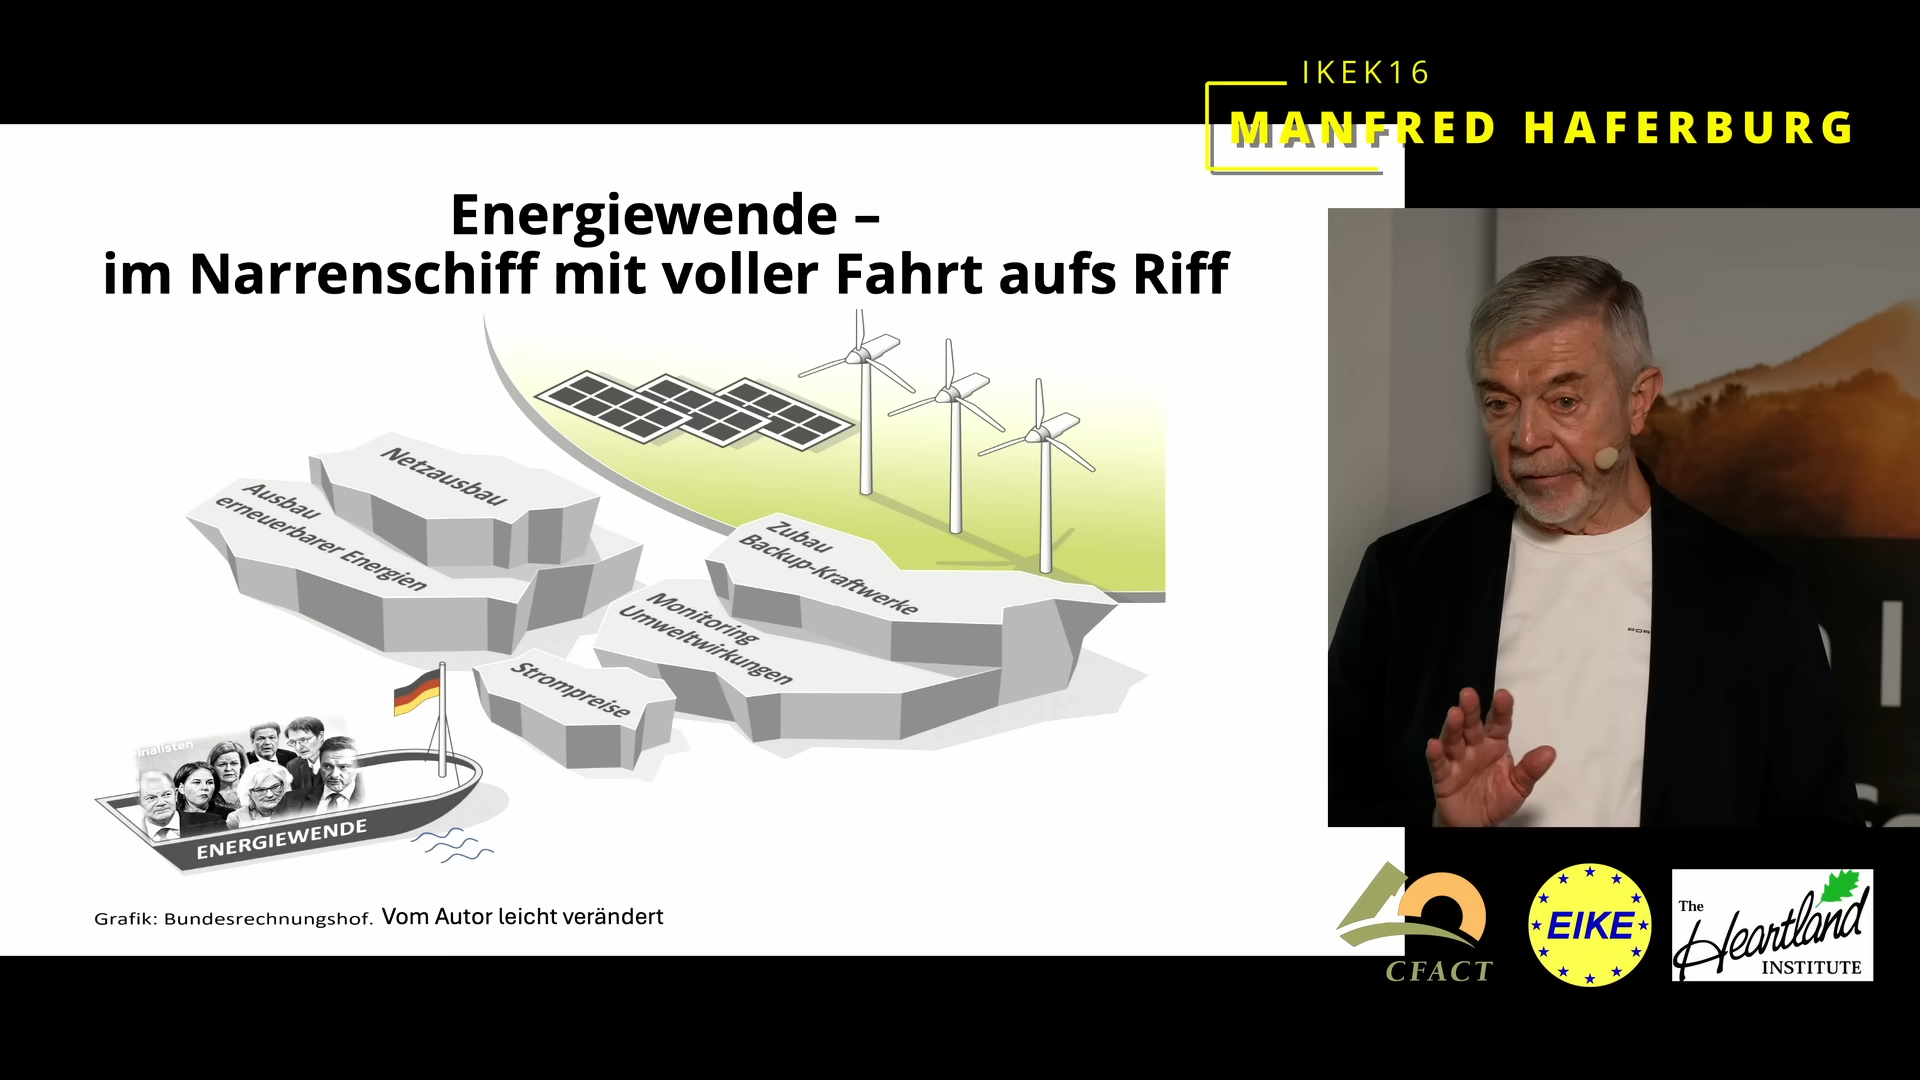 IKEK16
MANFRED HAFERBURG
Energiewende –
im Narrenschiff mit voller Fahrt aufs Riff
Netzausbau
Ausbau
erneuerbarer Energien
Zubau
Backup-Kraftwerke
Monitoring
Umweltwirkungen
Strompreise
ENERGIEWENDE
Grafik: Bundesrechnungshof. Vom Autor leicht verändert
CFACT
EIKE
The
Heartland
INSTITUTE